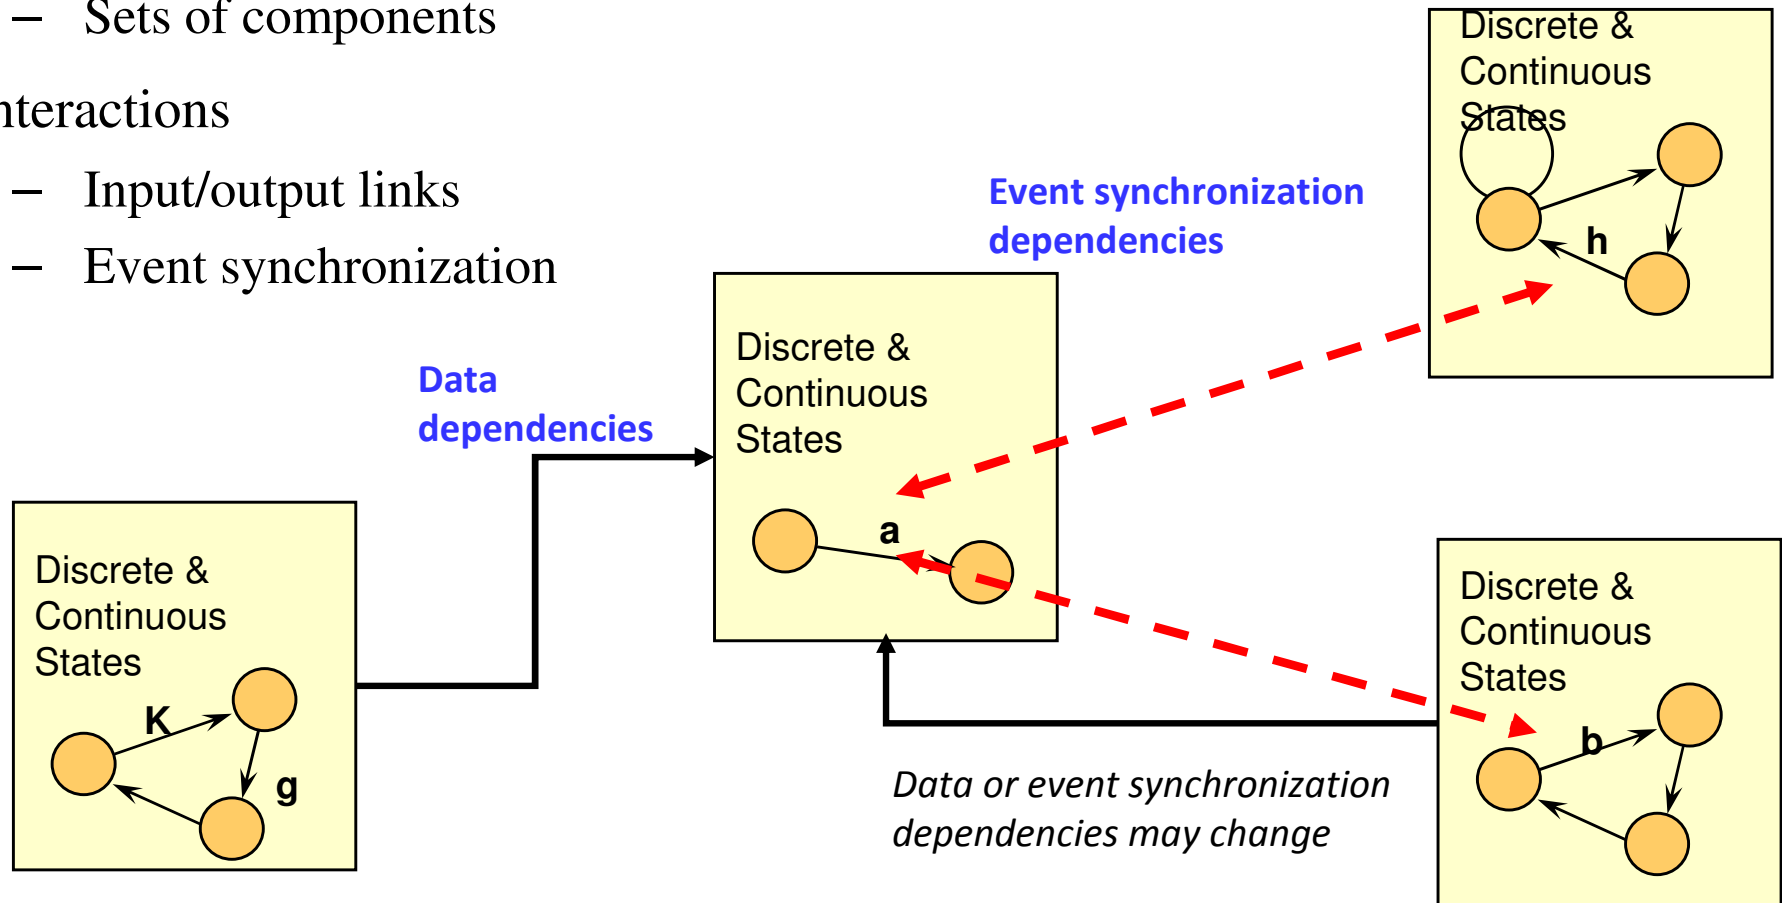 – Sets of components
nteractions
– Input/output links
– Event synchronization
Discrete &
Continuous
States
h
Event synchronization
dependencies
Discrete &
Continuous
States
a
Data
dependencies
Discrete &
Continuous
States
K
g
Discrete &
Continuous
States
b
Data or event synchronization
dependencies may change